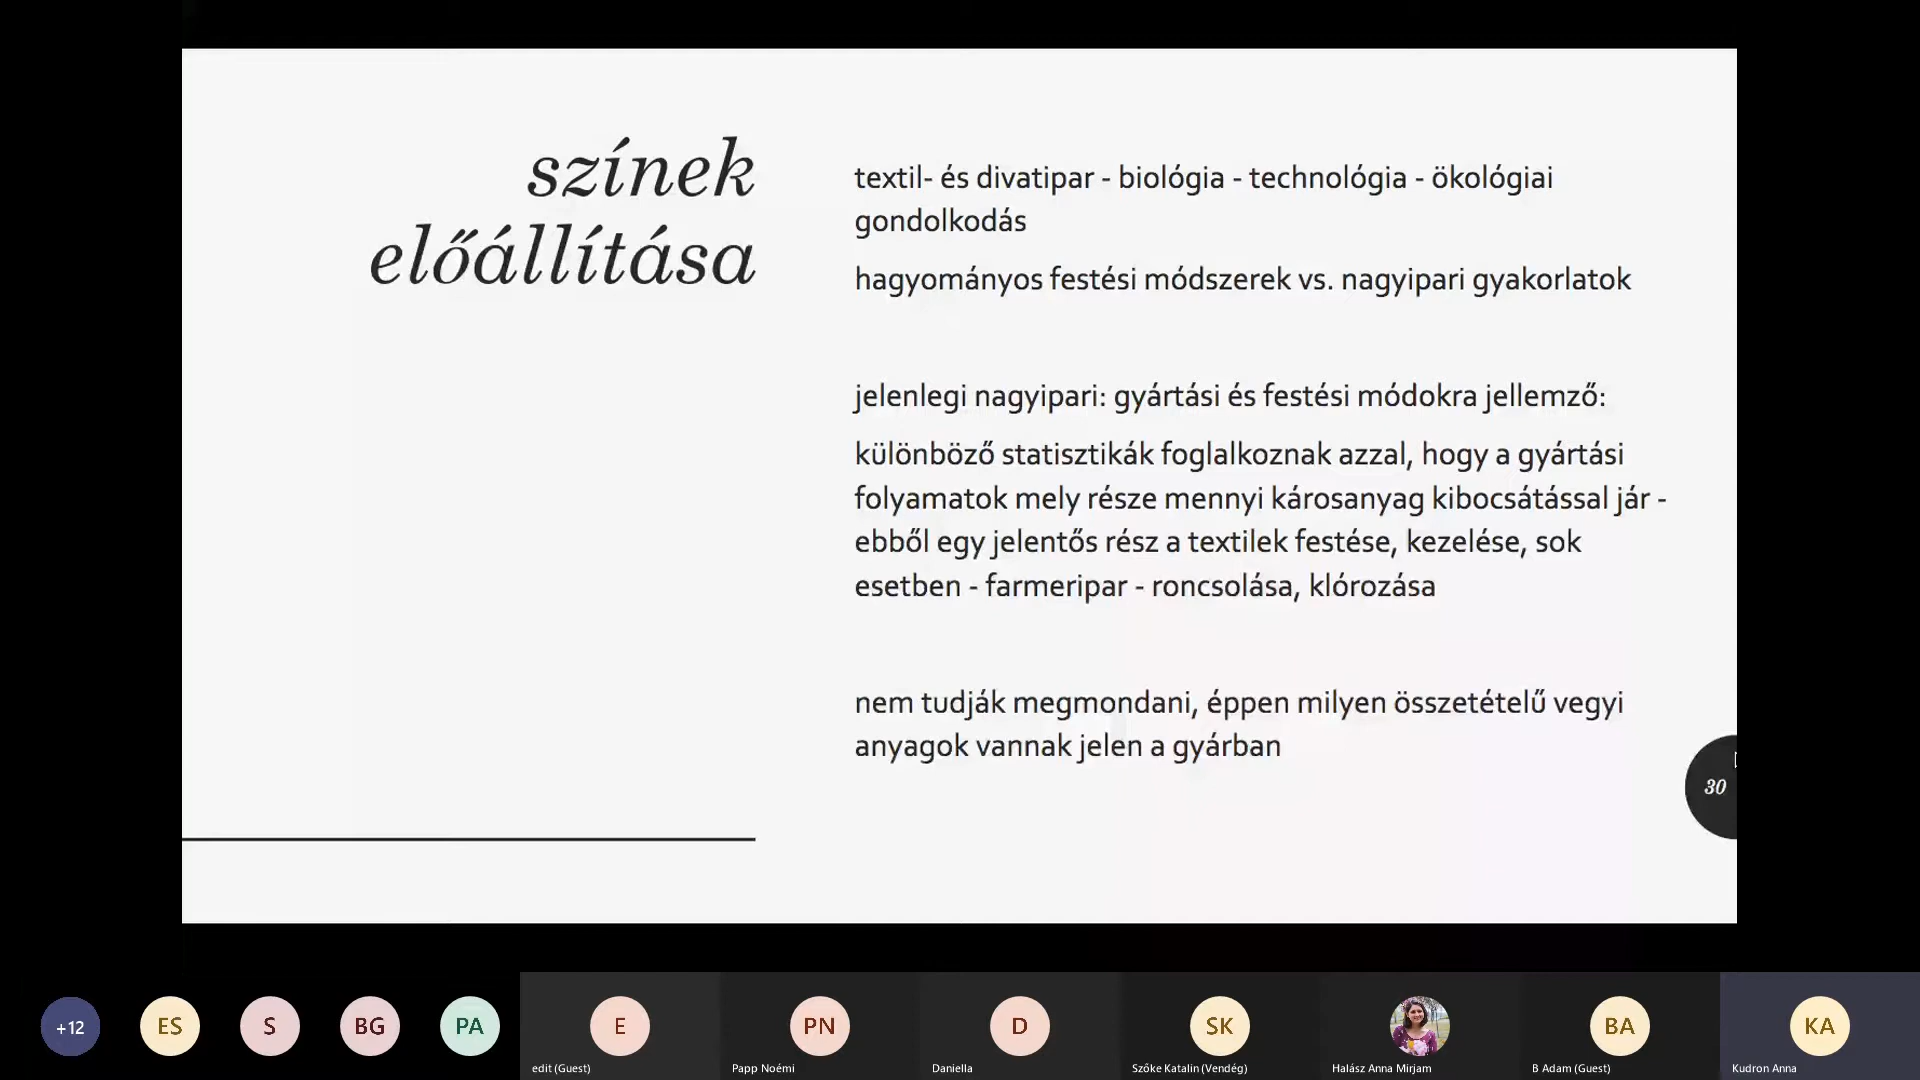 színek
előállítása
textil- és divatipar - biológia - technológia - ökológiai
gondolkodás
hagyományos festési módszerek vs. nagyipari gyakorlatok
jelenlegi nagyipari: gyártási és festési módokra jellemző:
különböző statisztikák foglalkoznak azzal, hogy a gyártási
folyamatok mely része mennyi károsanyag kibocsátással jár -
ebből egy jelentős rész a textilek festése, kezelése, sok
esetben - farmeripar - roncsolása, klórozása
nem tudják megmondani, éppen milyen összetételű vegyi
anyagok vannak jelen a gyárban
30
+12
ES
S
BG
PA
E
PN
D
SK
BA
KA
edit (Guest)
Papp Noémi
Daniella
Szőke Katalin (Vendég)
Halász Anna Mirjam
B Adam (Guest)
Kudron Anna